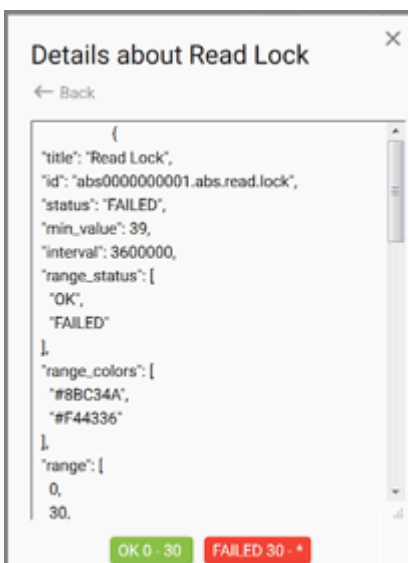 Details about Read Lock
← Back
{
"title": "Read Lock",
"id": "abs0000000001.abs.read.lock",
"status": "FAILED",
"min_value": 39,
"interval": 3600000,
"range_status": [
"OK",
"FAILED"
],
"range_colors": [
"#8BC34A",
"#F44336"
],
"range": [
0,
30,
OK 0 - 30 FAILED 30 - *